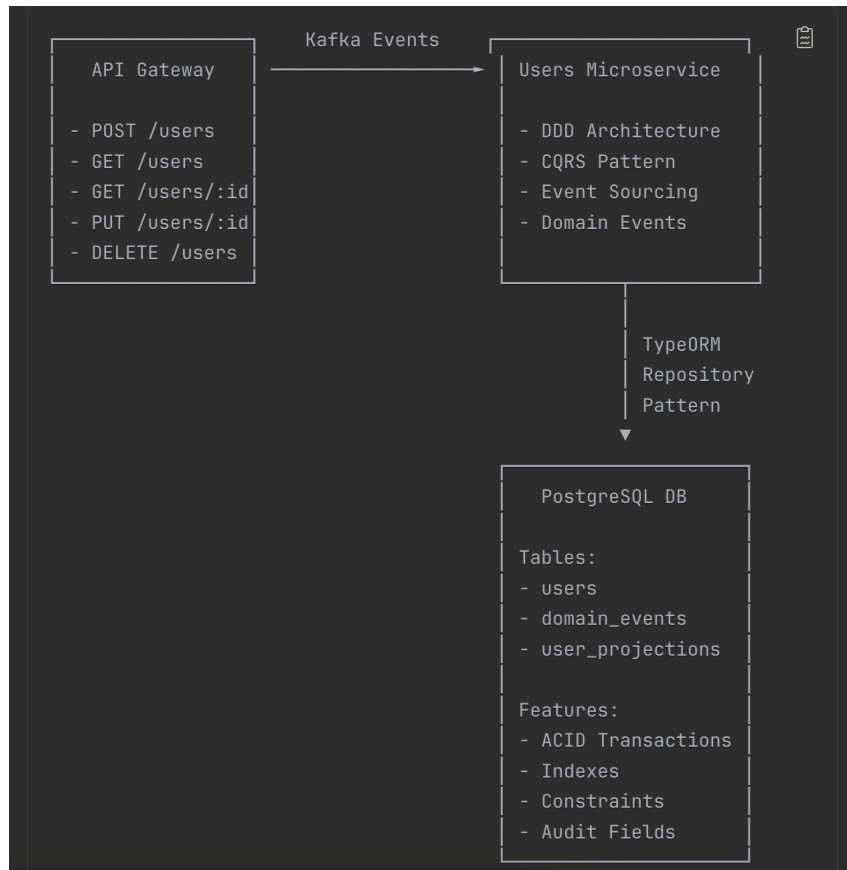 Kafka Events
API Gateway
- POST /users
- GET /users
- GET /users/:id
- PUT /users/:id
- DELETE /users
Users Microservice
- DDD Architecture
- CQRS Pattern
- Event Sourcing
- Domain Events
TypeORM
Repository
Pattern
PostgreSQL DB
Tables:
- users
- domain_events
- user_projections
Features:
- ACID Transactions
- Indexes
- Constraints
- Audit Fields